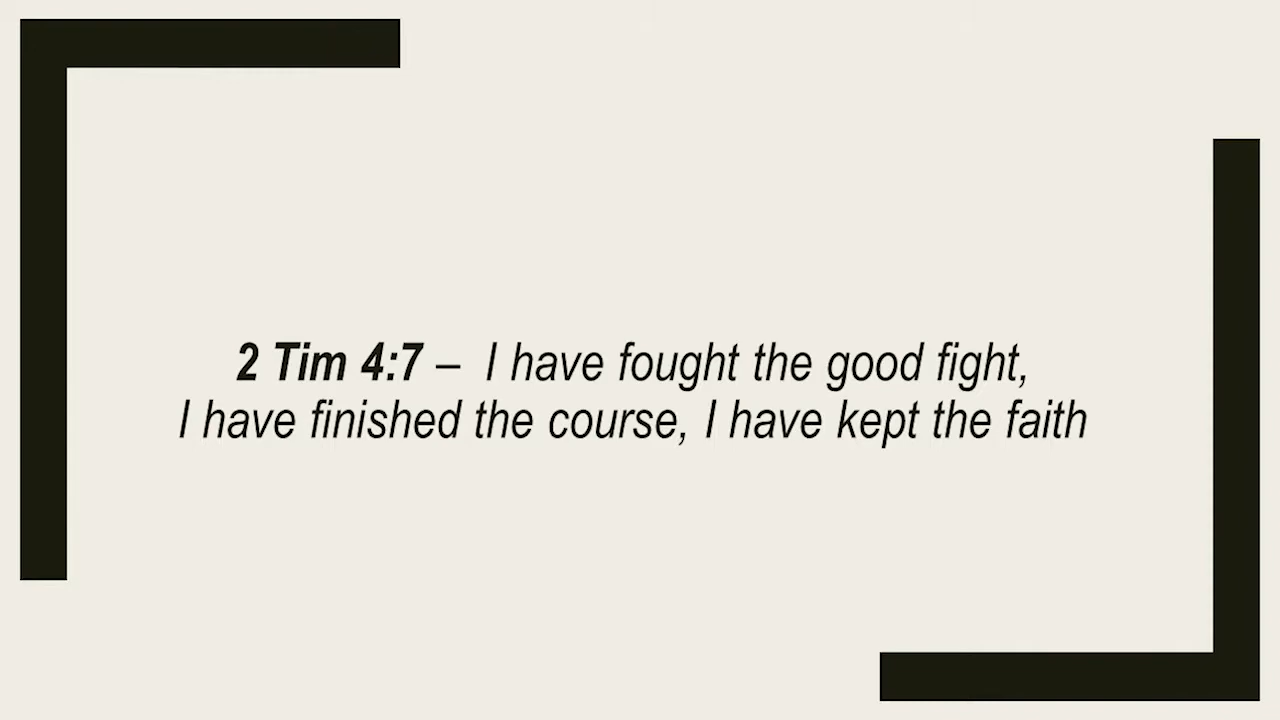 2 Tim 4:7 – I have fought the good fight,
I have finished the course, I have kept the faith